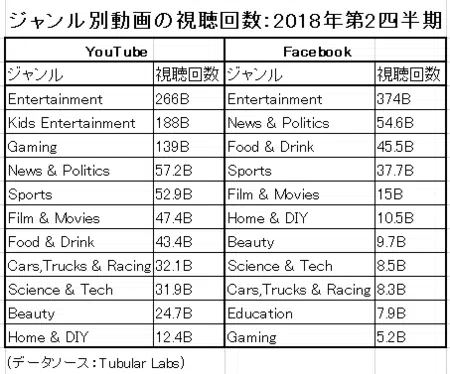 ジャンル別動画の視聴回数:2018年第2四半期
YouTube Facebook
ジャンル 視聴回数 ジャンル 視聴回数
Entertainment 266B Entertainment 374B
Kids Entertainment 188B News & Politics 54.6B
Gaming 139B Food & Drink 45.5B
News & Politics 57.2B Sports 37.7B
Sports 52.9B Film & Movies 15B
Film & Movies 47.4B Home & DIY 10.5B
Food & Drink 43.4B Beauty 9.7B
Cars,Trucks & Racing 32.1B Science & Tech 8.5B
Science & Tech 31.9B Cars,Trucks & Racing 8.3B
Beauty 24.7B Education 7.9B
Home & DIY 12.4B Gaming 5.2B
(データソース:Tubular Labs)